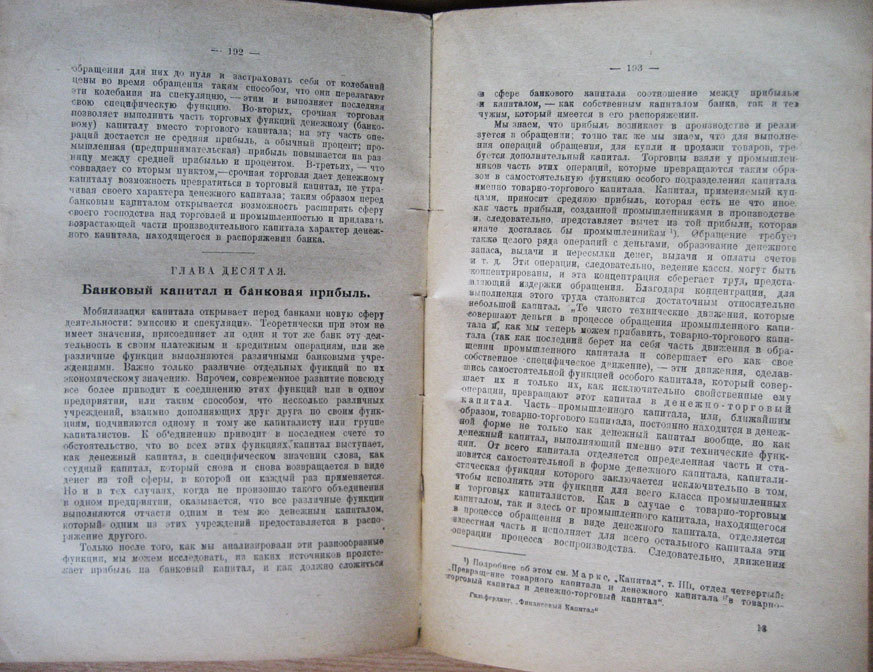 — 192 —
обращения для них до нуля и застраховать себя от колебаний
цены во время обращения таким способом, что они перелагают
эти колебания на спекуляцию, — этим и выполняет последняя
свою специфическую функцию. Во-вторых, срочная торговля
позволяет выполнить часть торговых функций денежному (банко-
вому) капиталу вместо торгового капитала; на эту часть опе-
раций достается не средняя прибыль, а обычный процент; про-
мышленная (предпринимательская) прибыль повышается на раз-
ницу между средней прибылью и процентом. В-третьих, — что
совпадает со вторым пунктом,—срочная торговля дает денежному
капиталу возможность превратиться в торговый капитал, не утра-
чивая своего характера денежного капитала; таким образом перед
банковым капиталом открывается возможность расширять сферу
своего господства над торговлей и промышленностью и придавать
возрастающей части производительного капитала характер денеж-
ного капитала, находящегося в распоряжении банка.
ГЛАВА ДЕСЯТАЯ.
Банковый капитал и банковая прибыль.
Мобилизация капитала открывает перед банками новую сферу
деятельности: эмиссию и спекуляцию. Теоретически при этом не
имеет значения, присоединяет ли один и тот же банк эту дея-
тельность к своим платежным и кредитным операциям, или же
различные функции выполняются различными банковыми учре-
ждениями. Важно только различие отдельных функций по их
экономическому значению. Впрочем, современное развитие повсюду
все более приводит к соединению этих функций или в одном
предприятии, или таким способом, что несколько различных
учреждений, взаимно дополняющих друг друга по своим функ-
циям, подчиняются одному и тому же капиталисту или группе
капиталистов. К об'единению приводит в последнем счете то
обстоятельство, что во всех этих функциях капитал выступает,
как денежный капитал, в специфическом значении слова, как
ссудный капитал, который снова и снова возвращается в виде
денег из той сферы, в которой он каждый раз применяется.
Но и в тех случаях, когда не произошло такого об'единения
в одном предприятии, оказывается, что все различные функции
выполняются отчасти одним и тем же денежным капиталом,
который одним из этих учреждений предоставляется в распо-
ряжение другого.
Только после того, как мы анализировали эти разнообразные
функции, мы можем исследовать, из каких источников проистe-
кает прибыль на банковый капитал, и как должно сложиться
— 193 —
в сфере банкового капитала соотношение между прибылью
и капиталом, — как собственным капиталом банка, так и тем
чужим, который имеется в его распоряжении.
Мы знаем, что прибыль возникает в производстве и реали-
зуется в обращении; точно так же мы знаем, что для выполне-
ния операций обращения, для купли и продажи товаров, тре-
буется дополнительный капитал. Торговцы взяли у промышлен-
ников часть этих операций, которые превращаются таким обра-
зом в самостоятельную функцию особого подразделения капитала
именно товарно-торгового капитала. Капитал, применяемый куп-
цами, приносит среднюю прибыль, которая есть не что иное
как часть прибыли, созданной промышленниками в производстве
и, следовательно, представляет вычет из той прибыли, которая
иначе досталась бы промышленникам ¹). Обращение требует
также целого ряда операций с деньгами, образование денежного
запаса, выдачи и пересылки денег, выдачи и оплаты счетов
и т. д. Эти операции, следовательно, ведение кассы, могут быть
концентрированы, и эта концентрация сберегает труд, предста-
вляющий издержки обращения. Благодаря концентрации, для
выполнения этого труда становится достаточным относительно
небольшой капитал. „Те чисто технические движения, которые
совершают деньги в процессе обращения промышленного капи-
тала и, как мы теперь можем прибавить, товарно-торгового капи-
тала (так как последний берет на себя часть движения в обра-
щении промышленного капитала и совершает его как свое
собственное специфическое движение), — эти движения, сделав-
шись самостоятельной функцией особого капитала, который совер-
шает их и только их, как исключительно свойственные ему
операции, превращают этот капитал в денежно-торговый
капитал. Часть промышленного капитала, или, ближайшим
образом, товарно-торгового капитала, постоянно находится в денеж-
ной форме не только как денежный капитал вообще, но как
денежный капитал, выполняющий именно эти технические функ-
ции. От всего капитала отделяется определенная часть и ста-
новится самостоятельной в форме денежного капитала, капитали-
стическая функция которого заключается исключительно в том,
чтобы исполнять эти функции для всего класса промышленных
и торговых капиталистов. Как в случае с товарно-торговым
капиталом, так и здесь от промышленного капитала, находящегося
в процессе обращения в виде денежного капитала, отделяется
известная часть и исполняет для всего остального капитала эти
операции процесса воспроизводства. Следовательно, движения
¹) Подробнее об этом см. Маркс, „Капитал“, т. III, отдел четвертый:
„Превращение товарного капитала и денежного капитала в товарно-
торговый капитал и денежно-торговый капитал“.
Гильфердинг, „Финансовый Капитал“
13